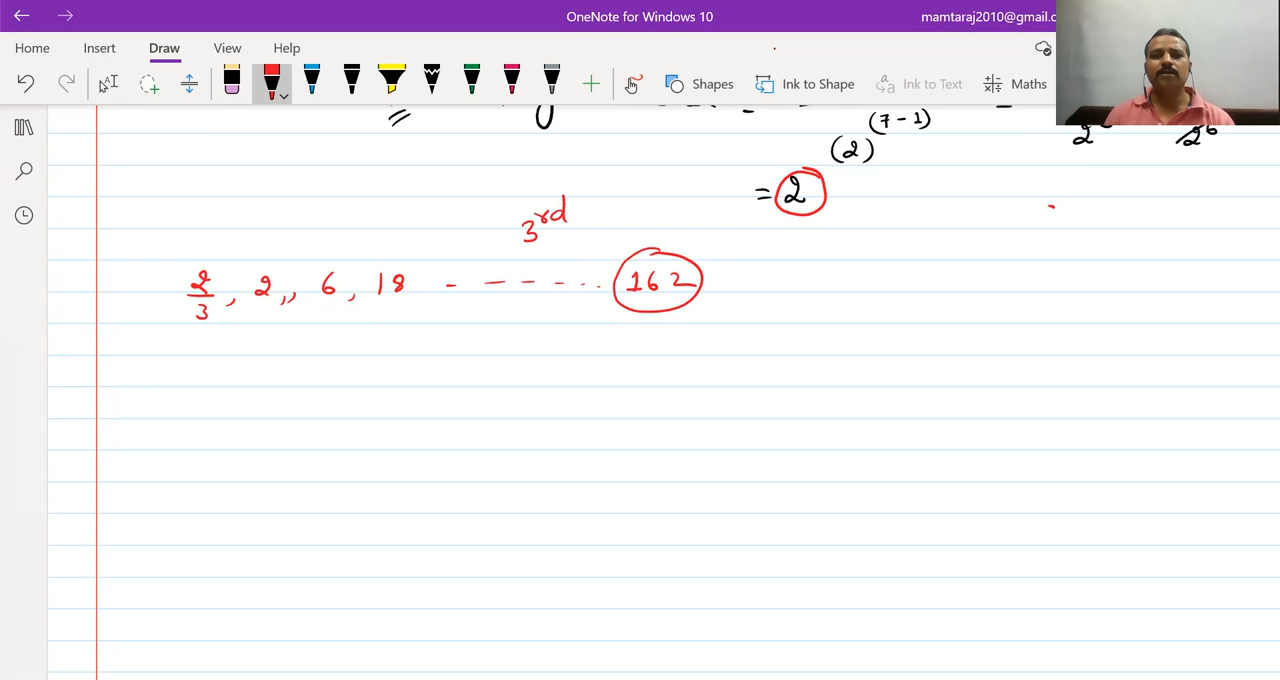 OneNote for Windows 10
mamtaraj2010@gmail.c
Home Insert Draw View Help
Shapes Ink to Shape Ink to Text Maths
(7-1)
(2)
= 2
3rd
2/3, 2,, 6, 18 - - - - - ... 162